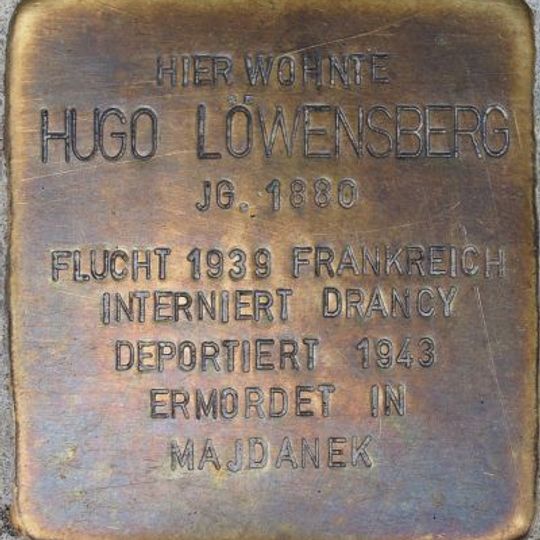 HIER WOHNTE
HUGO LÖWENSBERG
JG. 1880
FLUCHT 1939 FRANKREICH
INTERNIERT DRANCY
DEPORTIERT 1943
ERMORDET IN
MAJDANEK